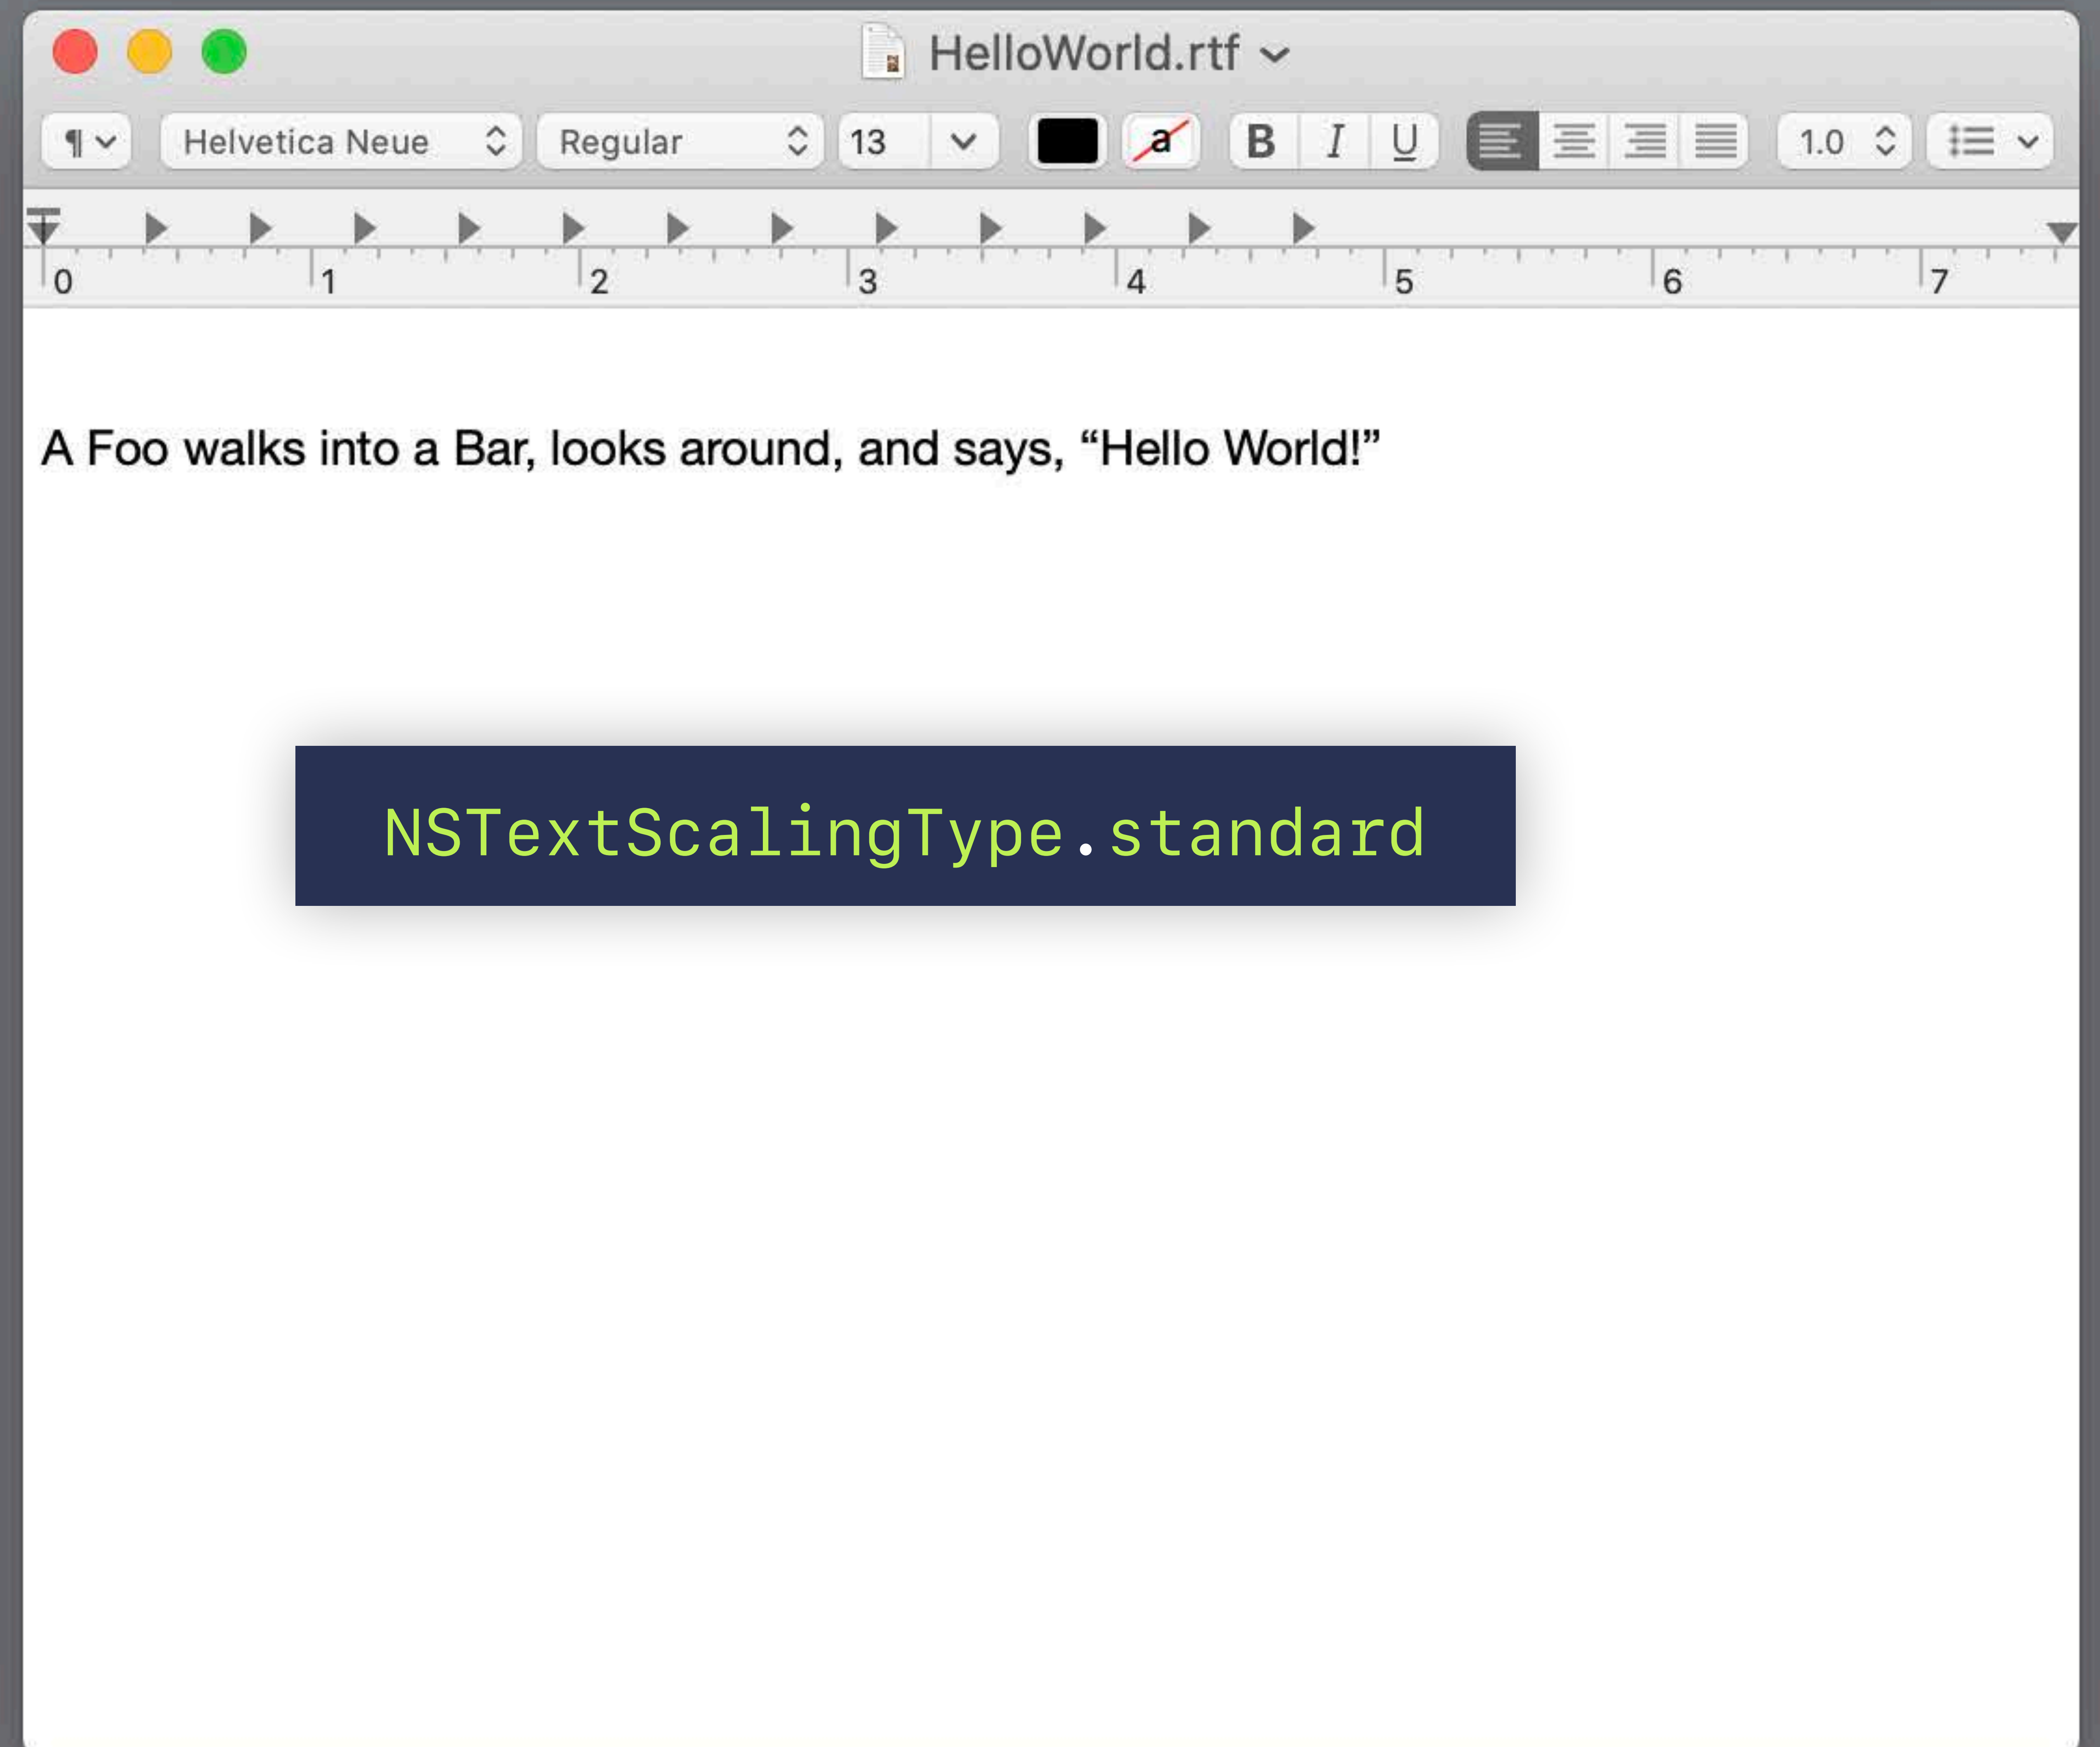 HelloWorld.rtf
¶ Helvetica Neue Regular 13 a B I U 1.0
0 1 2 3 4 5 6 7
A Foo walks into a Bar, looks around, and says, “Hello World!”
NSTextScalingType.standard